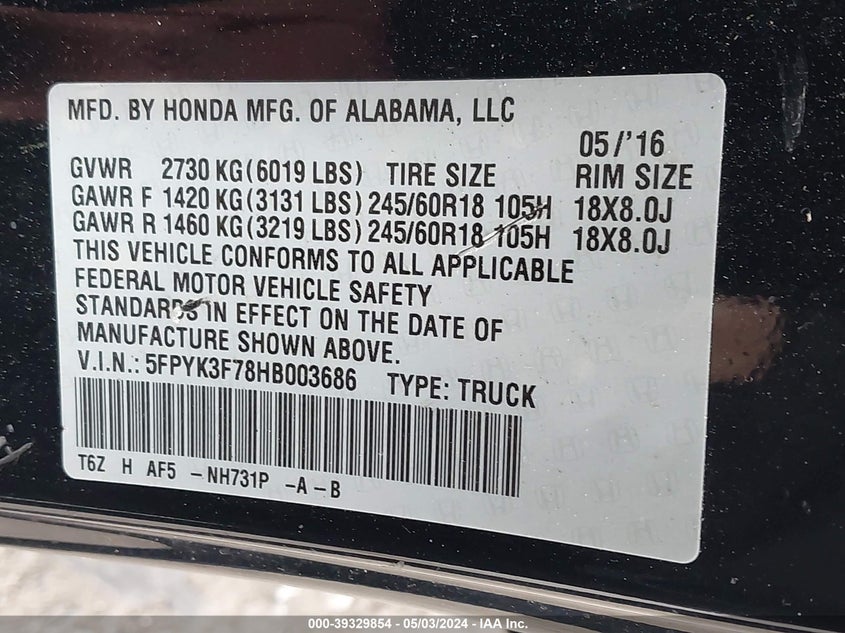 MFD. BY HONDA MFG. OF ALABAMA, LLC
05/'16
GVWR 2730 KG(6019 LBS) TIRE SIZE RIM SIZE
GAWR F 1420 KG(3131 LBS) 245/60R18 105H 18X8.0J
GAWR R 1460 KG(3219 LBS) 245/60R18 105H 18X8.0J
THIS VEHICLE CONFORMS TO ALL APPLICABLE
FEDERAL MOTOR VEHICLE SAFETY
STANDARDS IN EFFECT ON THE DATE OF
MANUFACTURE SHOWN ABOVE.
V.I.N.: 5FPYK3F78HB003686 TYPE: TRUCK
T6Z H AF5 -NH731P -A-B
000-39329854 - 05/03/2024 - IAA Inc.